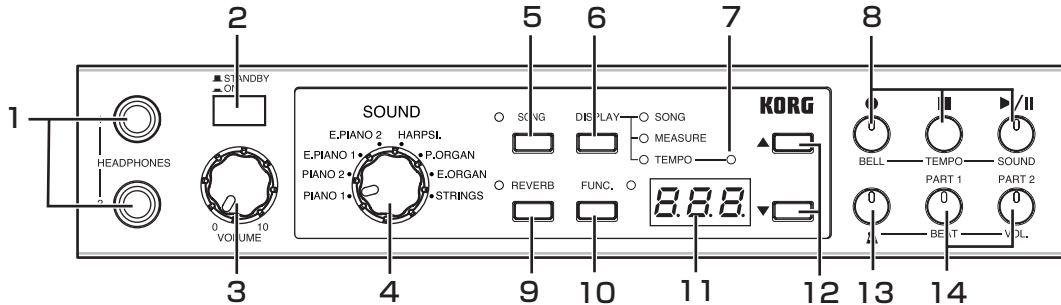 1 2 3 4 5 6 7 8 9 10 11 12 13 14
STANDBY
ON
HEADPHONES
1
2
0 10
VOLUME
SOUND
E.PIANO 2 HARPSI.
E.PIANO 1 P.ORGAN
PIANO 2 E.ORGAN
PIANO 1 STRINGS
SONG DISPLAY SONG
MEASURE
TEMPO
REVERB FUNC.
8.8.8.
KORG
BELL TEMPO SOUND
PART 1 PART 2
BEAT VOL.